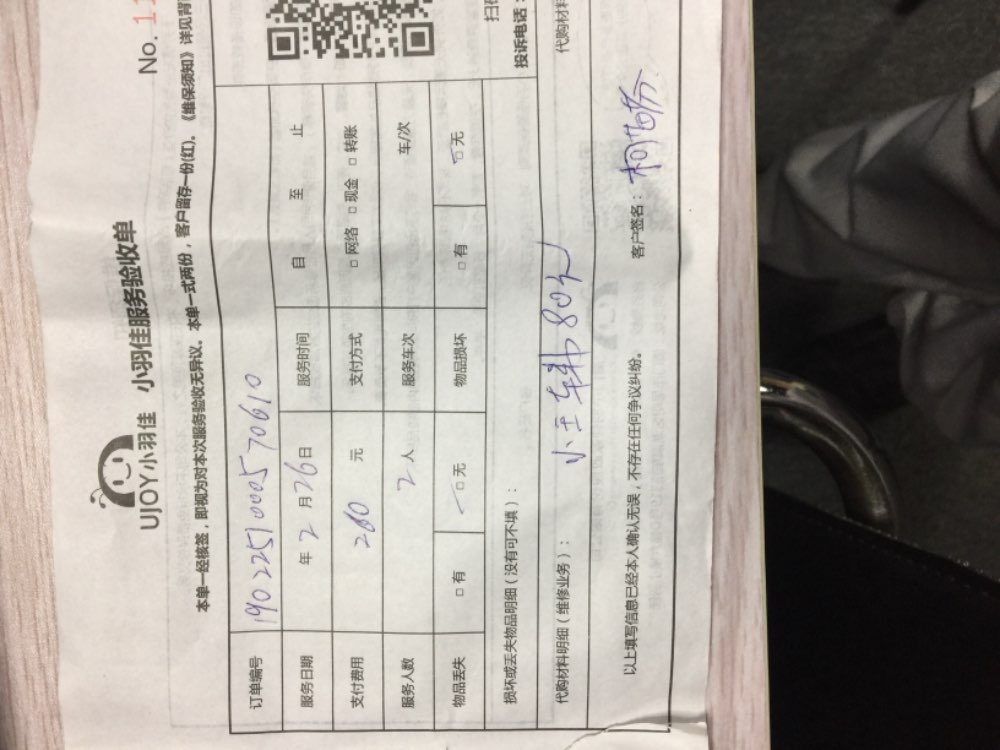 No. 11
UJOY小羽佳 小羽佳服务验收单
本单一经核签，即视为对本次服务验收无异议。本单一式两份，客户留存一份(红)。《维保须知》详见背
订单编号 1902251000570610
服务日期 年 2 月 26 日 服务时间 自 至 止
支付费用 260 元 支付方式 □ 网络 □ 现金 □ 转账
服务人数 2 人 服务车次 车/次
物品丢失 □ 有 □ 无 物品损坏 □ 有 □ 无
损坏或丢失物品明细（没有可不填）：
投诉电话：
代购材料明细（维修业务）： 代购材料
小王 80元
以上填写信息已经本人确认无误，不存在任何争议纠纷。 客户签名：